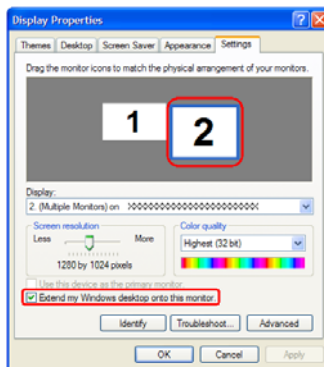 Display Properties
Themes Desktop Screen Saver Appearance Settings
Drag the monitor icons to match the physical arrangement of your monitors.
1 2
Display:
2. (Multiple Monitors) on XXXXXXXXXXXXXXXXXXXXXXX
Screen resolution Color quality
Less More Highest (32 bit)
1280 by 1024 pixels
Use this device as the primary monitor.
Extend my Windows desktop onto this monitor.
Identify Troubleshoot... Advanced
OK Cancel Apply